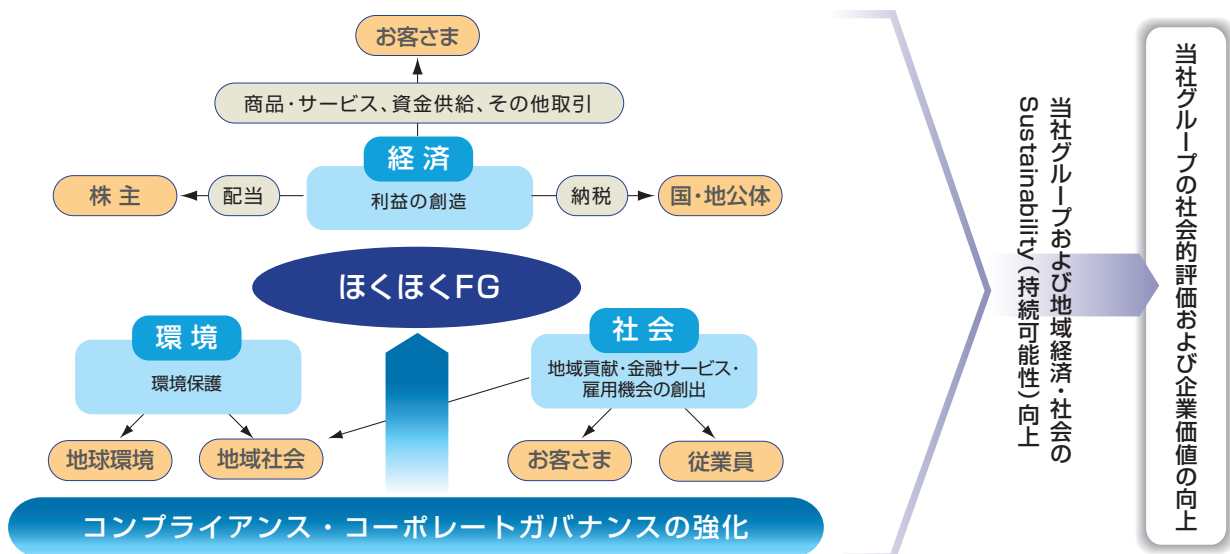 お客さま
商品・サービス、資金供給、その他取引
経済
利益の創造
株主
配当
納税
国・地公体
ほくほくFG
環境
環境保護
社会
地域貢献・金融サービス・
雇用機会の創出
地球環境
地域社会
お客さま
従業員
コンプライアンス・コーポレートガバナンスの強化
当社グループおよび地域経済・社会の
Sustainability(持続可能性)向上
当社グループの社会的評価および企業価値の向上